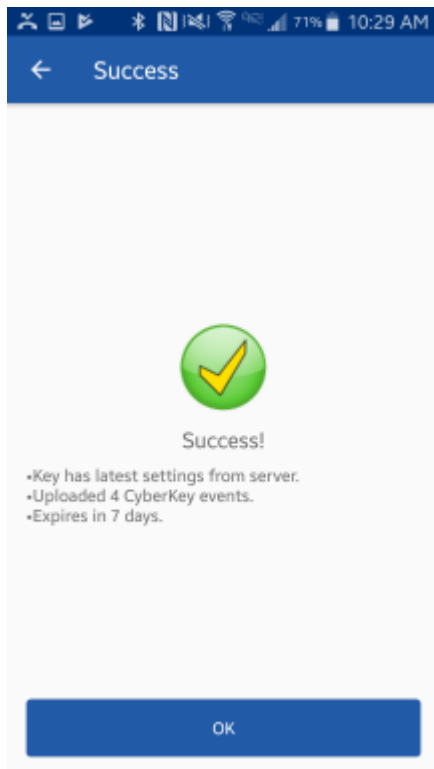 71% 10:29 AM
Success
Success!
•Key has latest settings from server.
•Uploaded 4 CyberKey events.
•Expires in 7 days.
OK